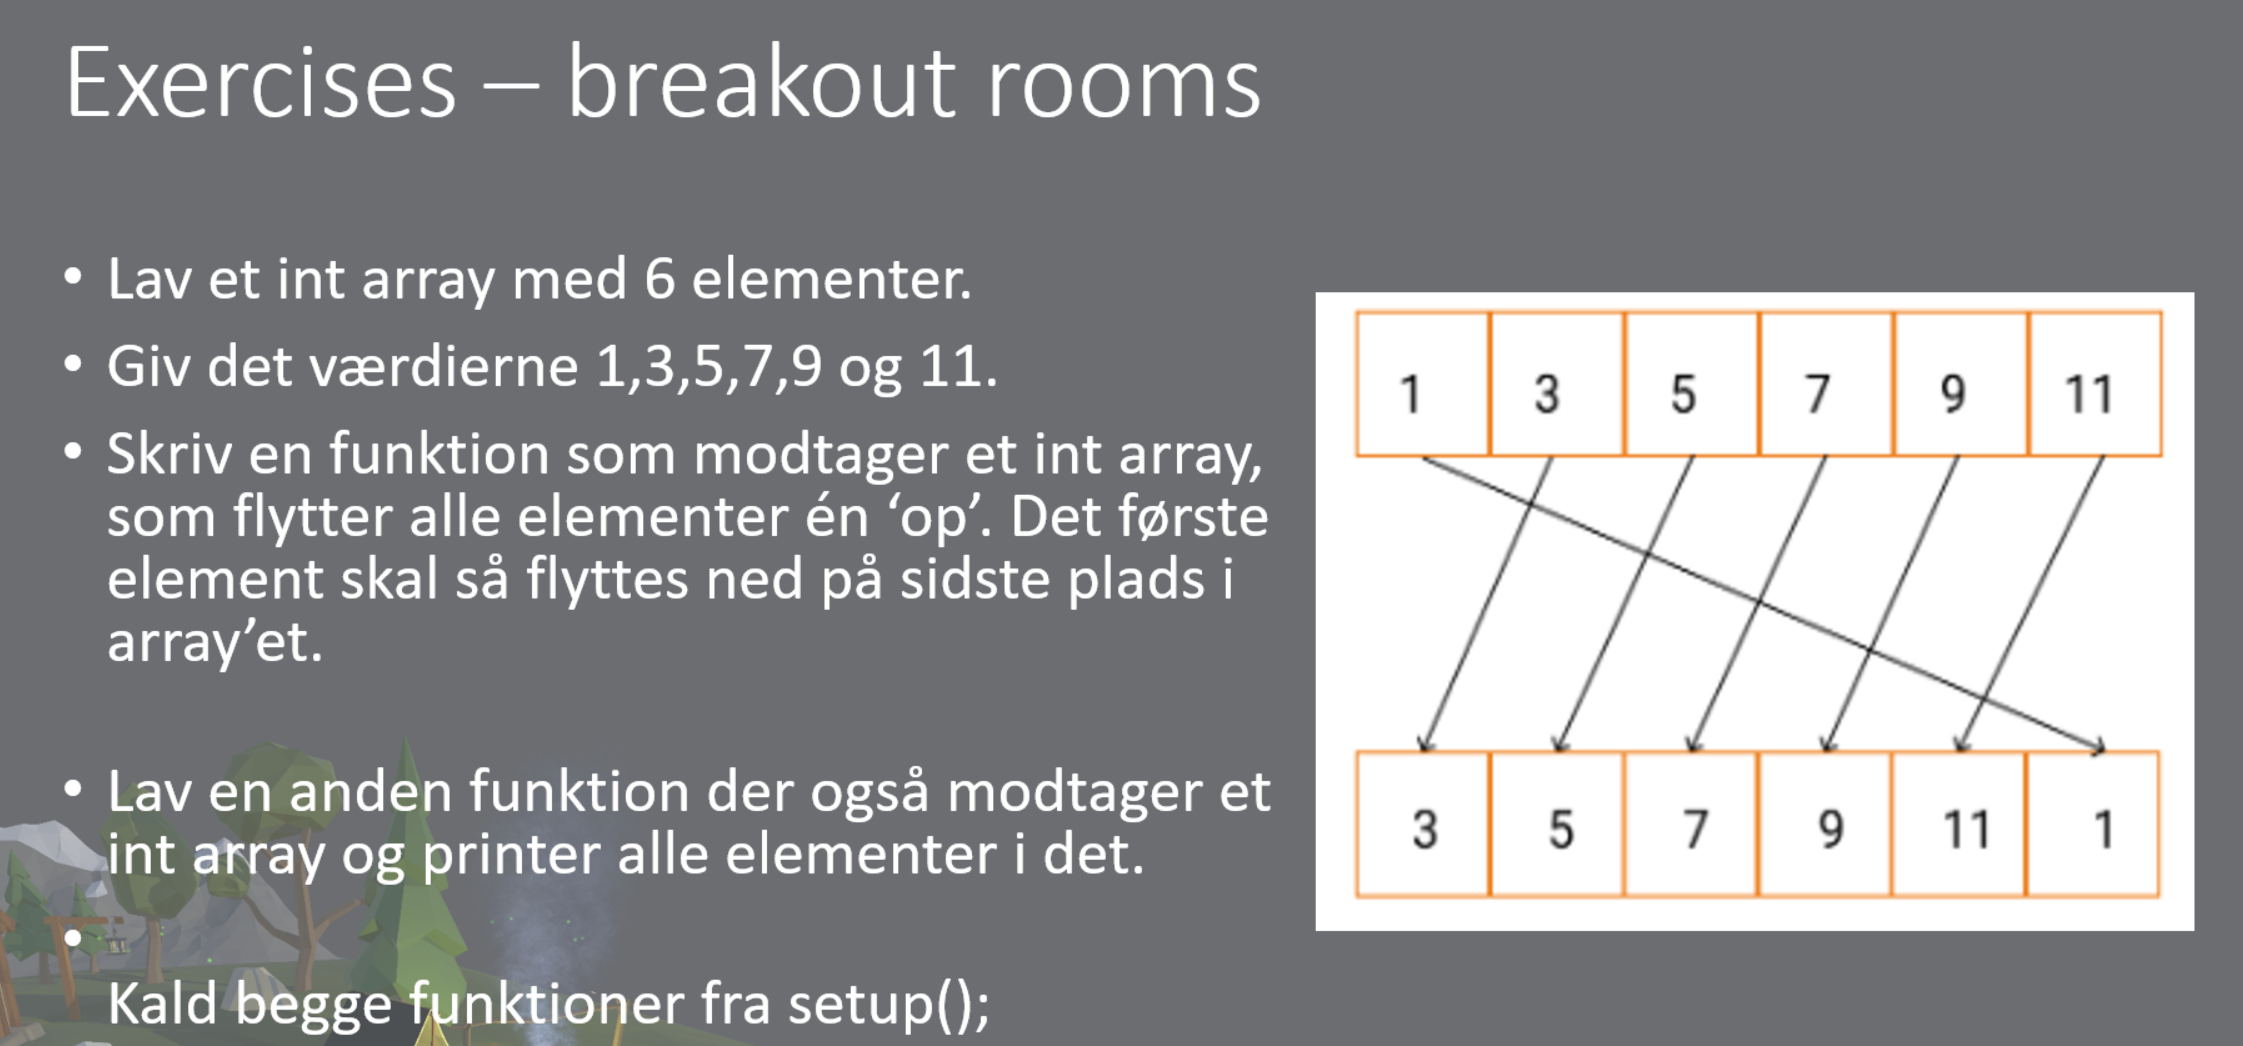 Exercises – breakout rooms
• Lav et int array med 6 elementer.
• Giv det værdierne 1,3,5,7,9 og 11.
• Skriv en funktion som modtager et int array,
som flytter alle elementer én ‘op’. Det første
element skal så flyttes ned på sidste plads i
array’et.
• Lav en anden funktion der også modtager et
int array og printer alle elementer i det.
•
Kald begge funktioner fra setup();
1 3 5 7 9 11
3 5 7 9 11 1